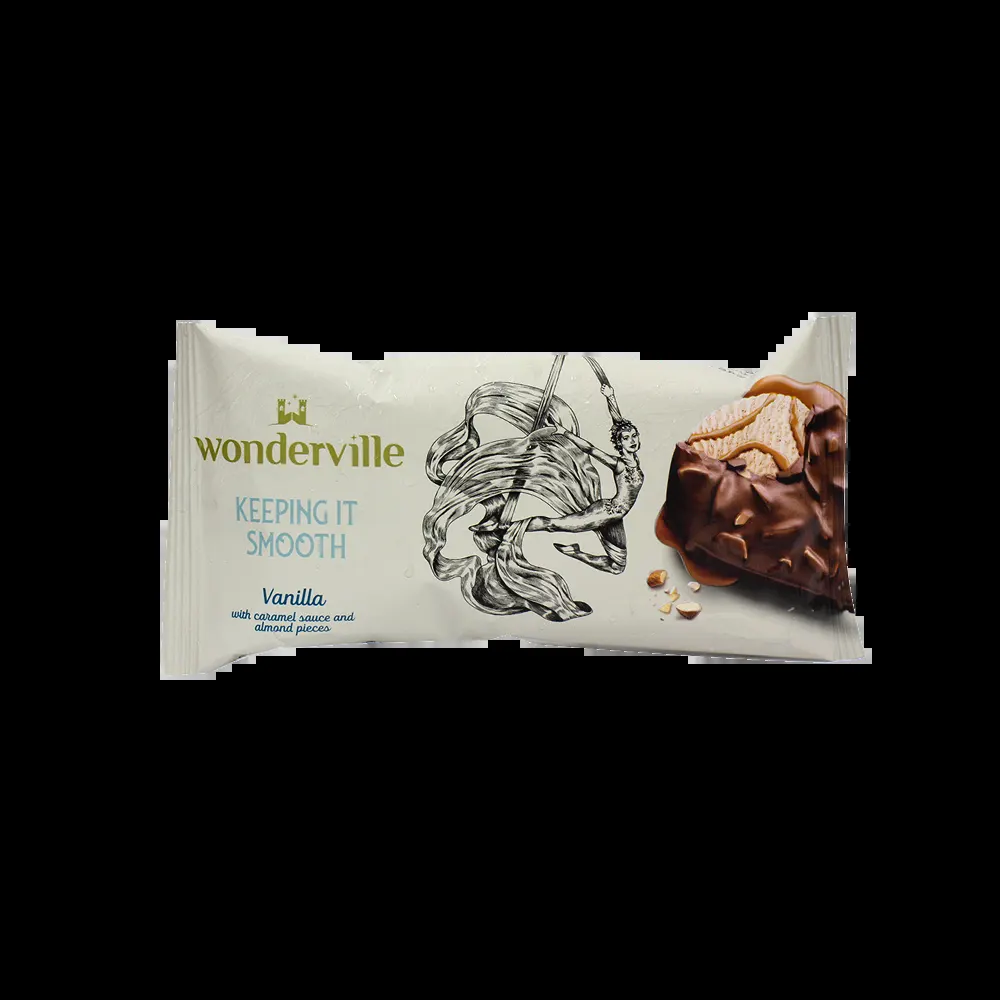 wonderville
KEEPING IT
SMOOTH
Vanilla
with caramel sauce and
almond pieces